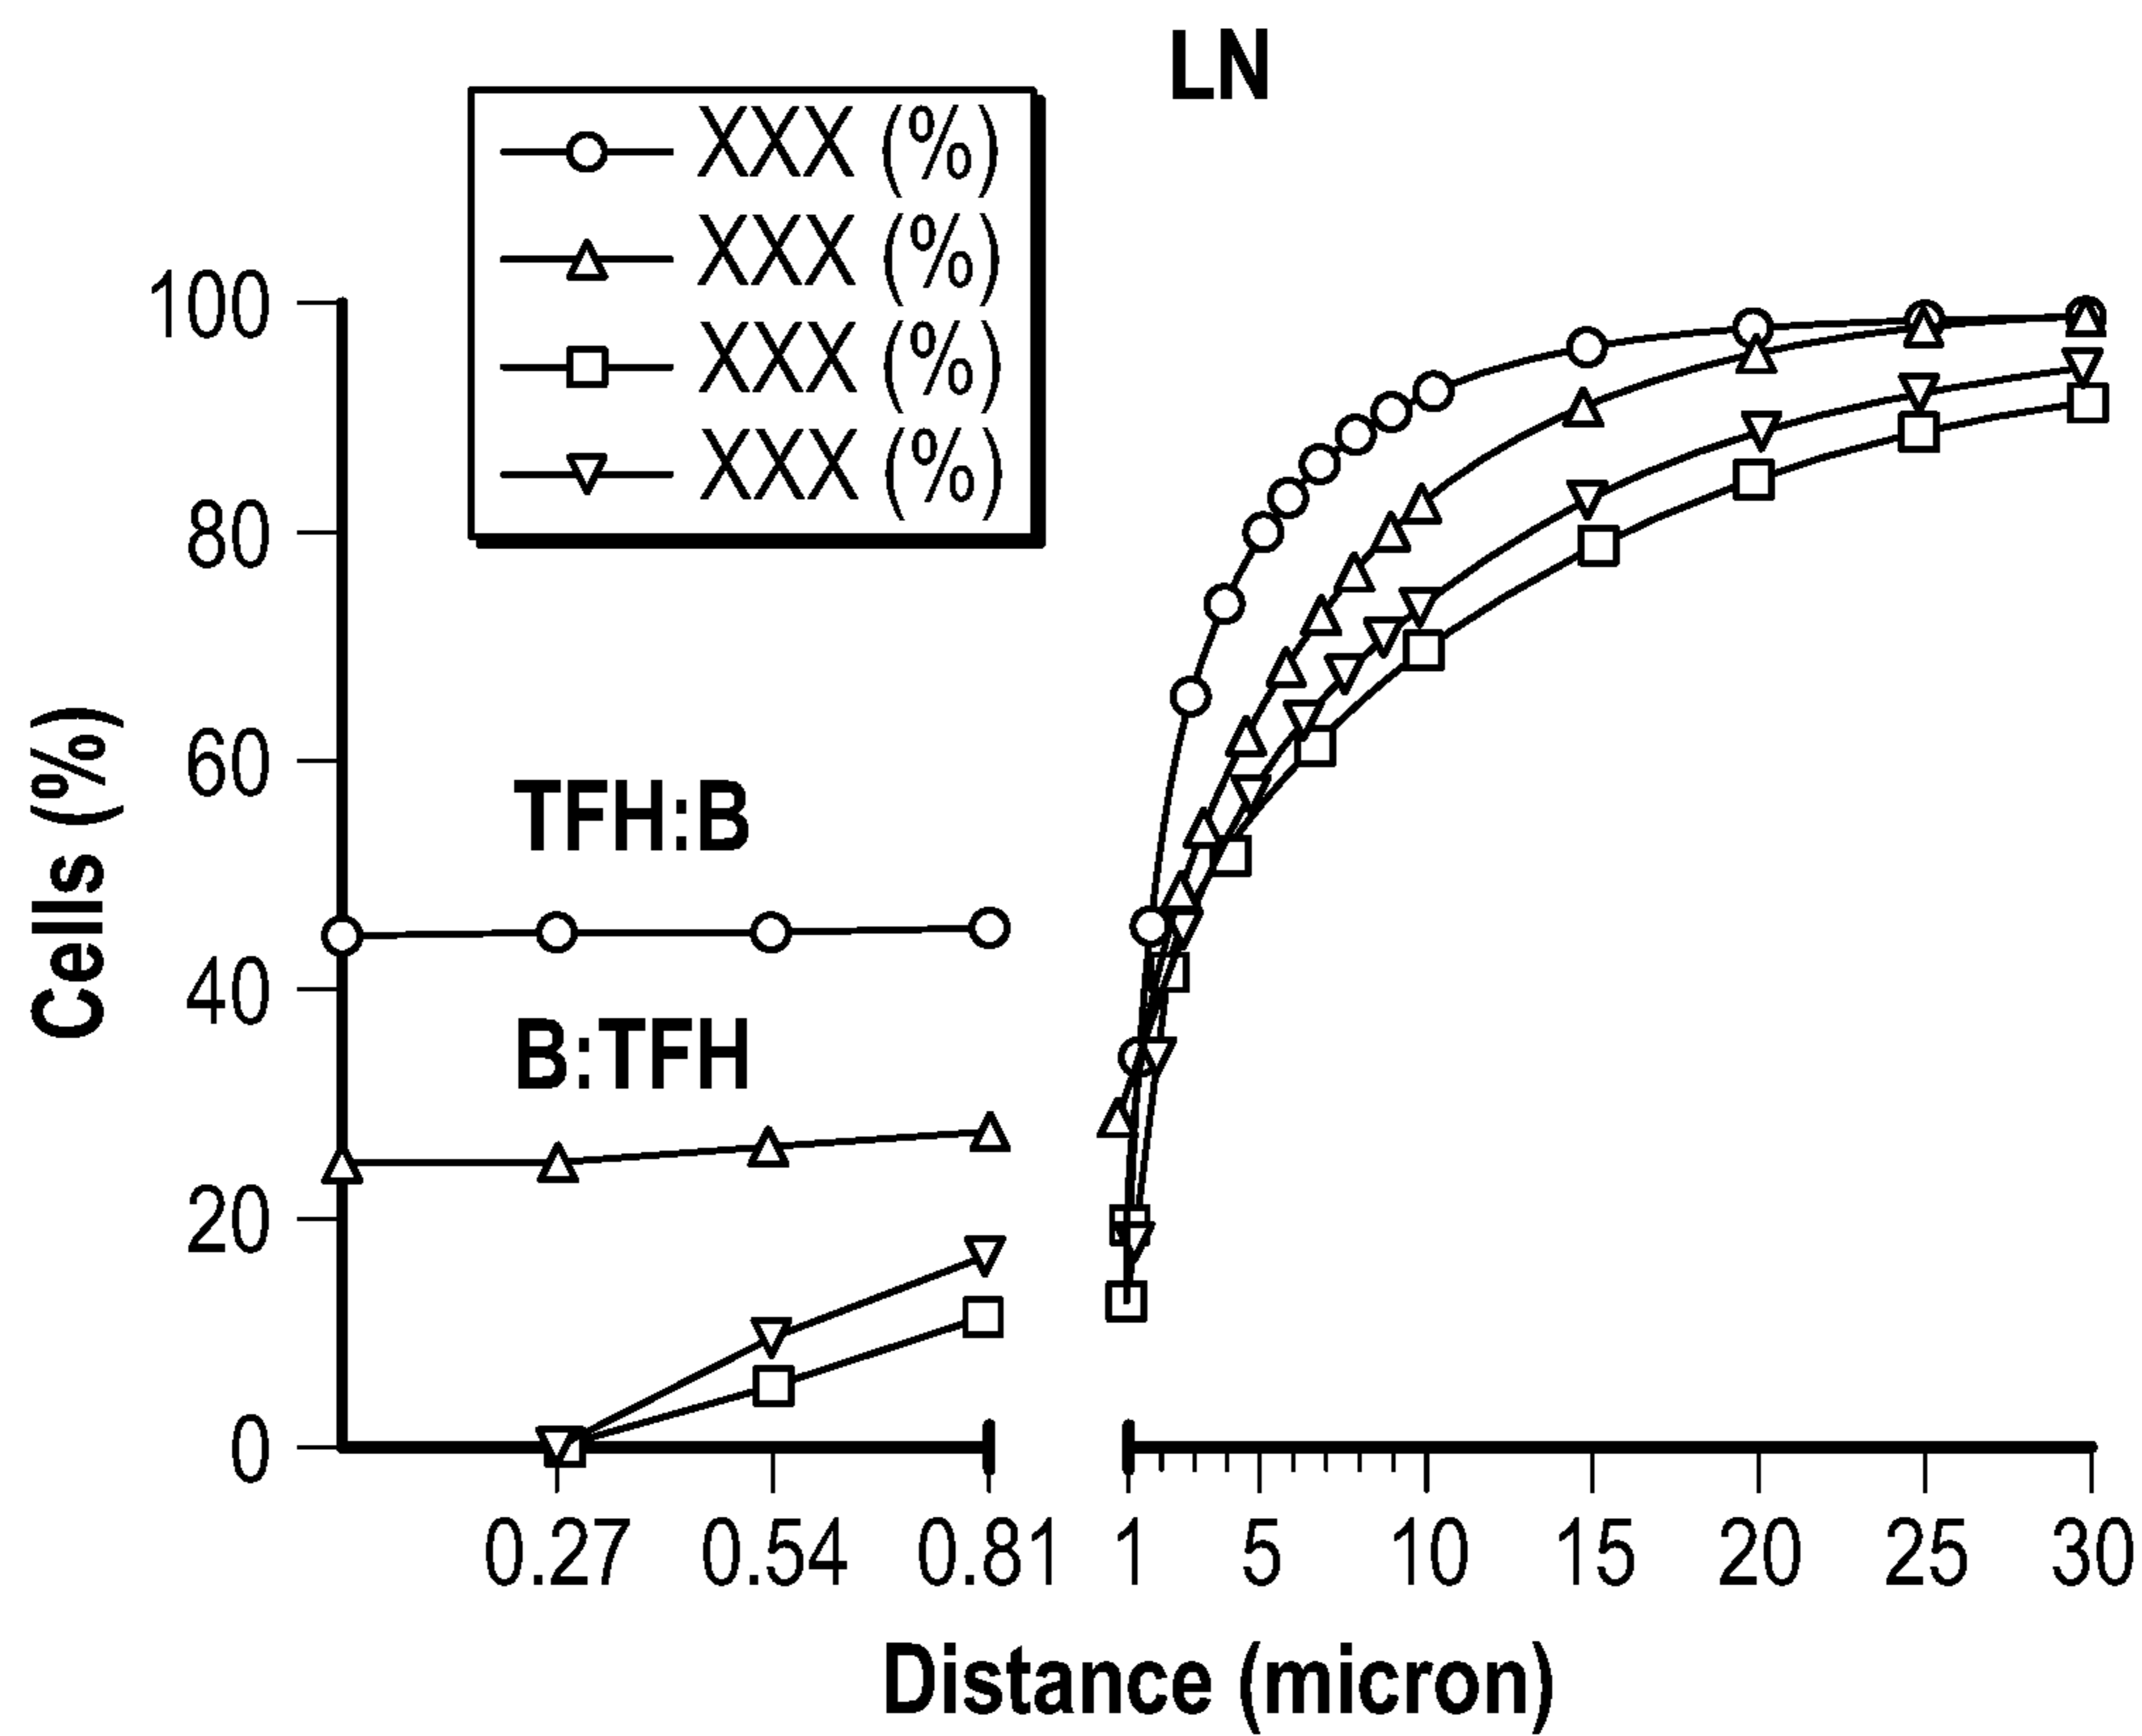 LN
XXX (%)
XXX (%)
XXX (%)
XXX (%)
100
80
60
40
20
0
Cells (%)
TFH:B
B:TFH
0.27 0.54 0.81 1 5 10 15 20 25 30
Distance (micron)